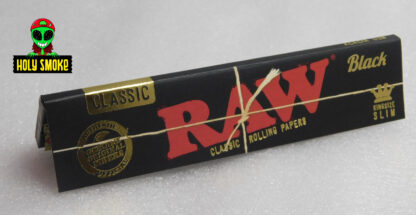 HOLY SMOKE
CLASSIC
RAW
Black
CLASSIC ROLLING PAPERS
KINGSIZE
SLIM